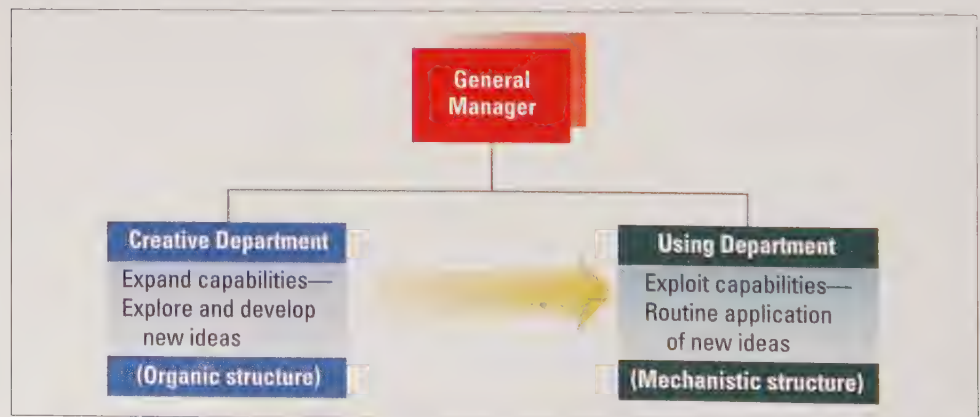 General
Manager
Creative Department
Expand capabilities—
Explore and develop
new ideas
(Organic structure)
Using Department
Exploit capabilities—
Routine application
of new ideas
(Mechanistic structure)